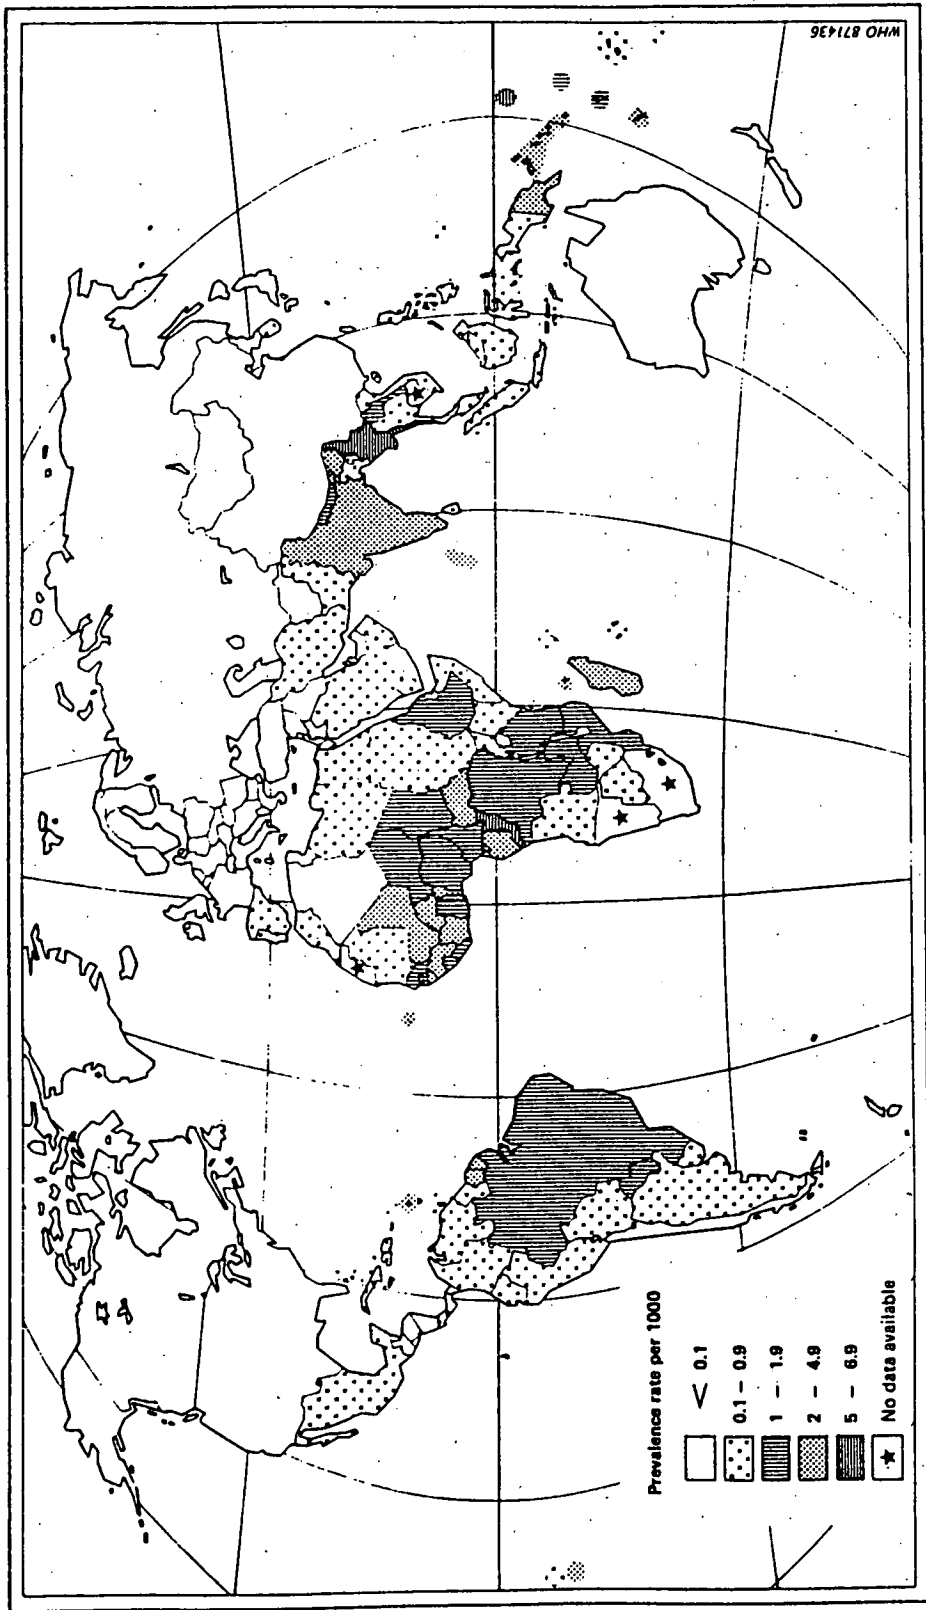 Prevalence rate per 1000
< 0.1
0.1 – 0.9
1 – 1.9
2 – 4.9
5 – 6.9
No data available
WHO 871436